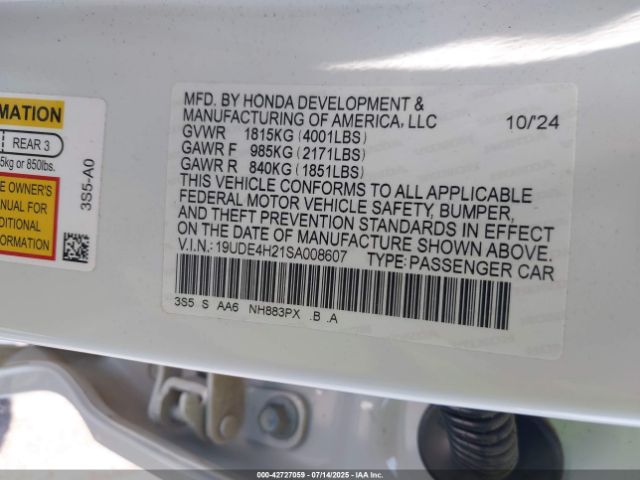 MATION
REAR 3
5kg or 850lbs.
E OWNER'S
NUAL FOR
DITIONAL
FORMATION
3S5-A0
MFD. BY HONDA DEVELOPMENT &
MANUFACTURING OF AMERICA, LLC 10/'24
GVWR 1815KG (4001LBS)
GAWR F 985KG (2171LBS)
GAWR R 840KG (1851LBS)
THIS VEHICLE CONFORMS TO ALL APPLICABLE
FEDERAL MOTOR VEHICLE SAFETY, BUMPER,
AND THEFT PREVENTION STANDARDS IN EFFECT
ON THE DATE OF MANUFACTURE SHOWN ABOVE.
V.I.N.: 19UDE4H21SA008607 TYPE: PASSENGER CAR
3S5 S AA6 NH883PX .B .A
000-42727059 07/14/2025 IAADIRECT.COM